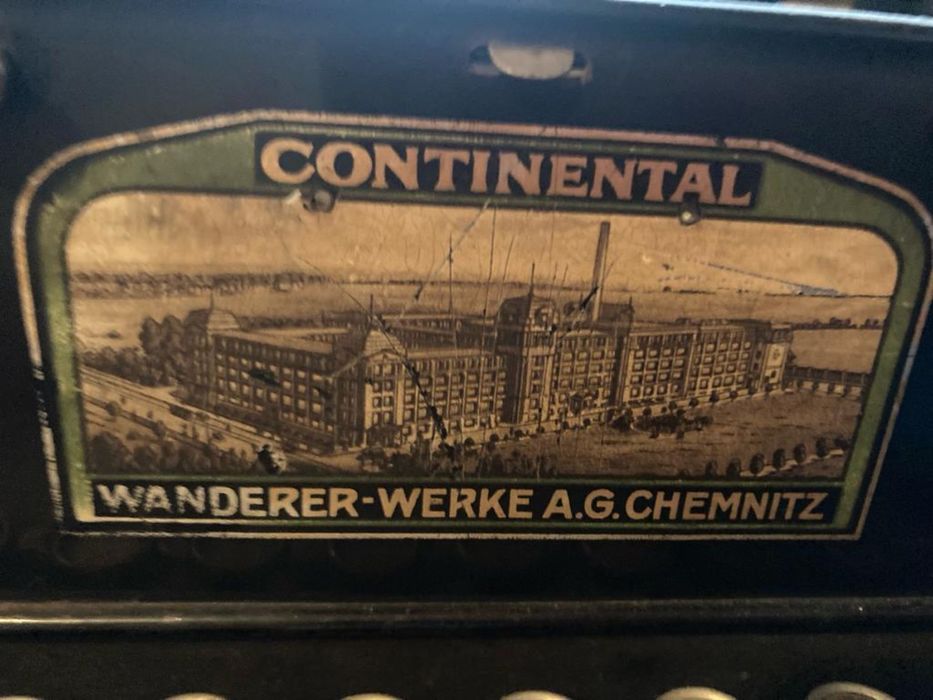 CONTINENTAL
WANDERER-WERKE A.G. CHEMNITZ